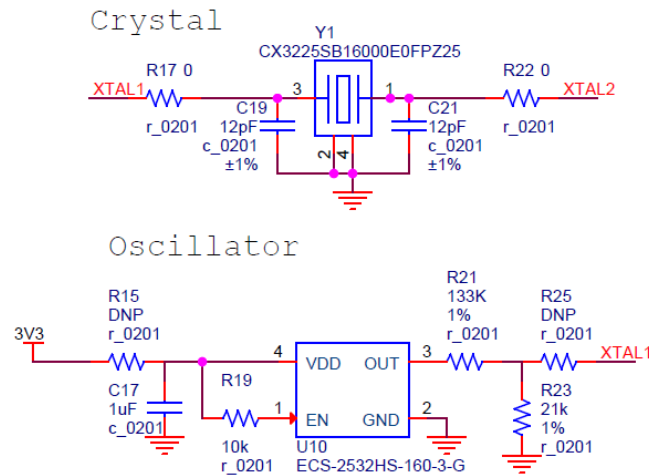 Crystal
Y1
CX3225SB16000E0FPZ25
XTAL1
R17 0
r_0201
3
1
R22 0
r_0201
XTAL2
C19
12pF
c_0201
±1%
2
4
C21
12pF
c_0201
±1%
Oscillator
3V3
R15
DNP
r_0201
C17
1uF
c_0201
R19
10k
r_0201
4
1
VDD
OUT
EN
GND
3
2
U10
ECS-2532HS-160-3-G
R21
133K
1%
r_0201
R25
DNP
r_0201
XTAL1
R23
21k
1%
r_0201